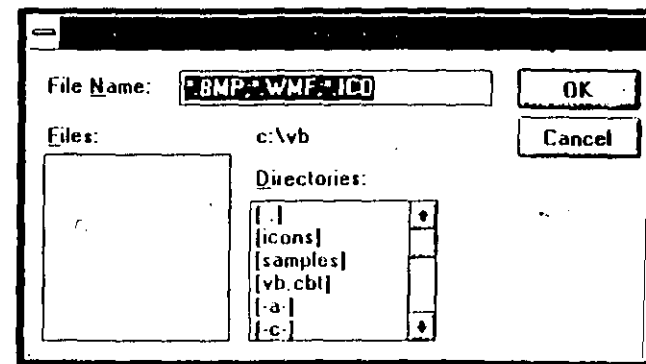 File Name:
*.BMP;*.WMF;*.ICO
OK
Files:
c:\vb
Cancel
Directories:
[..]
[icons]
[samples]
[vb.cbt]
[-a-]
[-c-]